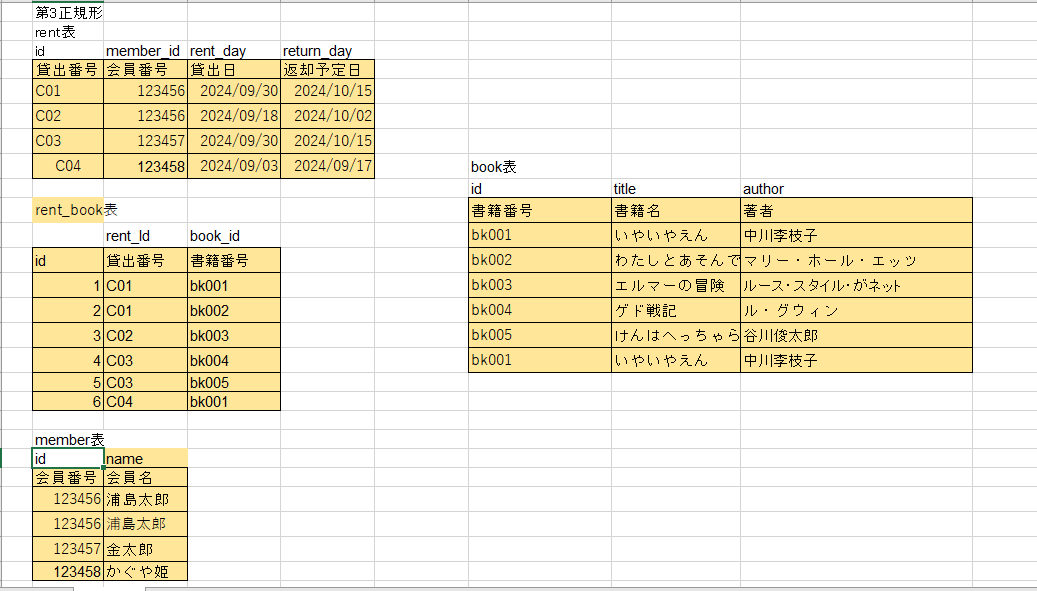 第3正規形
rent表
id member_id rent_day return_day
貸出番号 会員番号 貸出日 返却予定日
C01 123456 2024/09/30 2024/10/15
C02 123456 2024/09/18 2024/10/02
C03 123457 2024/09/30 2024/10/15
C04 123458 2024/09/03 2024/09/17
rent_book表
rent_Id book_id
id 貸出番号 書籍番号
1 C01 bk001
2 C01 bk002
3 C02 bk003
4 C03 bk004
5 C03 bk005
6 C04 bk001
member表
id name
会員番号 会員名
123456 浦島太郎
123456 浦島太郎
123457 金太郎
123458 かぐや姫
book表
id title author
書籍番号 書籍名 著者
bk001 いやいやえん 中川李枝子
bk002 わたしとあそんで マリー・ホール・エッツ
bk003 エルマーの冒険 ルース・スタイル・がネット
bk004 ゲド戦記 ル・グウィン
bk005 けんはへっちゃら 谷川俊太郎
bk001 いやいやえん 中川李枝子